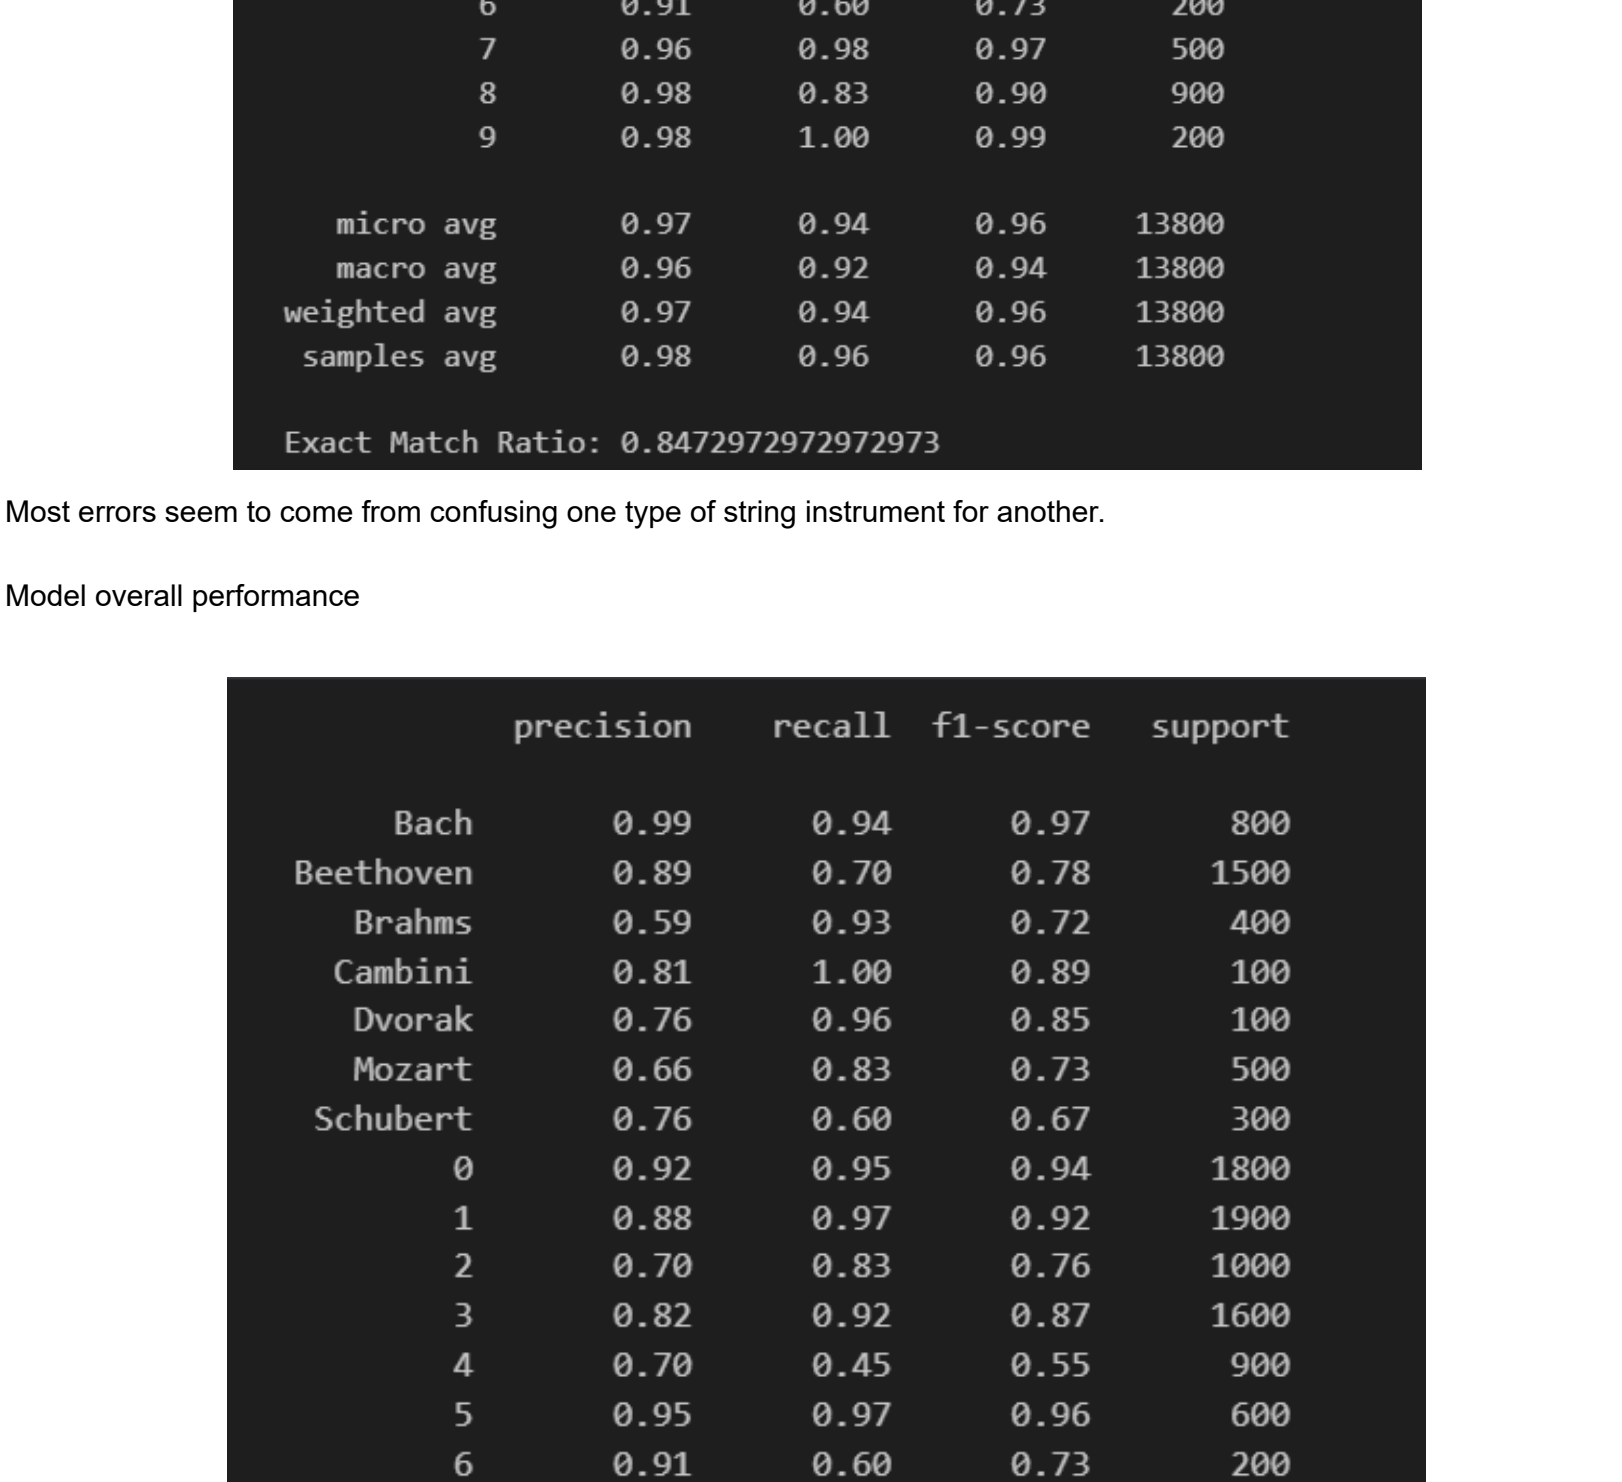 6 0.91 0.60 0.73 200
7 0.96 0.98 0.97 500
8 0.98 0.83 0.90 900
9 0.98 1.00 0.99 200
micro avg 0.97 0.94 0.96 13800
macro avg 0.96 0.92 0.94 13800
weighted avg 0.97 0.94 0.96 13800
samples avg 0.98 0.96 0.96 13800
Exact Match Ratio: 0.8472972972972973
Most errors seem to come from confusing one type of string instrument for another.
Model overall performance
precision recall f1-score support
Bach 0.99 0.94 0.97 800
Beethoven 0.89 0.70 0.78 1500
Brahms 0.59 0.93 0.72 400
Cambini 0.81 1.00 0.89 100
Dvorak 0.76 0.96 0.85 100
Mozart 0.66 0.83 0.73 500
Schubert 0.76 0.60 0.67 300
0 0.92 0.95 0.94 1800
1 0.88 0.97 0.92 1900
2 0.70 0.83 0.76 1000
3 0.82 0.92 0.87 1600
4 0.70 0.45 0.55 900
5 0.95 0.97 0.96 600
6 0.91 0.60 0.73 200